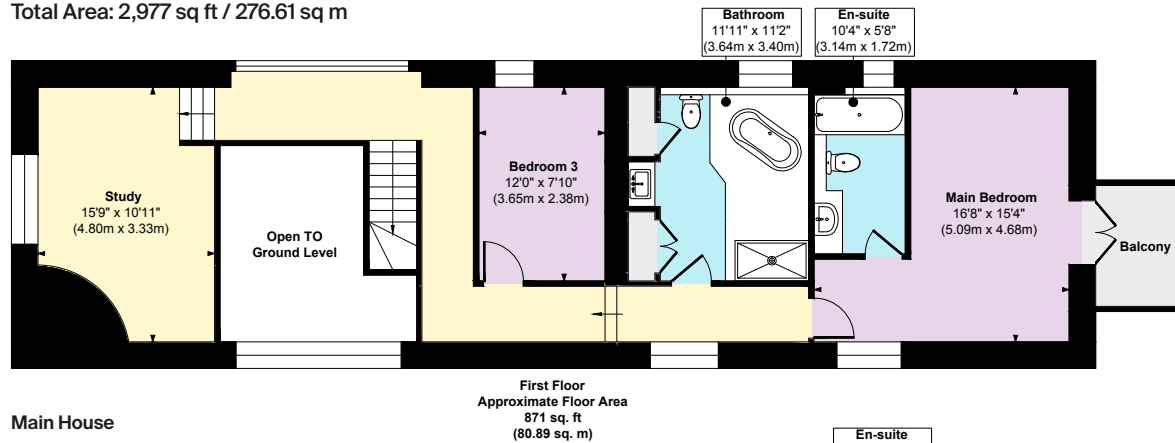 Total Area: 2,977 sq ft / 276.61 sq m
Bathroom
11'11" x 11'2"
(3.64m x 3.40m)
En-suite
10'4" x 5'8"
(3.14m x 1.72m)
Study
15'9" x 10'11"
(4.80m x 3.33m)
Open TO
Ground Level
Bedroom 3
12'0" x 7'10"
(3.65m x 2.38m)
Main Bedroom
16'8" x 15'4"
(5.09m x 4.68m)
Balcony
First Floor
Approximate Floor Area
871 sq. ft
(80.89 sq. m)
Main House
En-suite